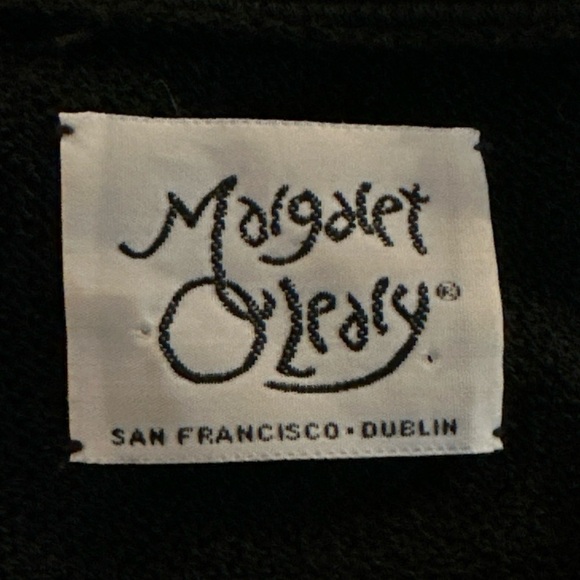 Margaret
O'Leary®
SAN FRANCISCO • DUBLIN